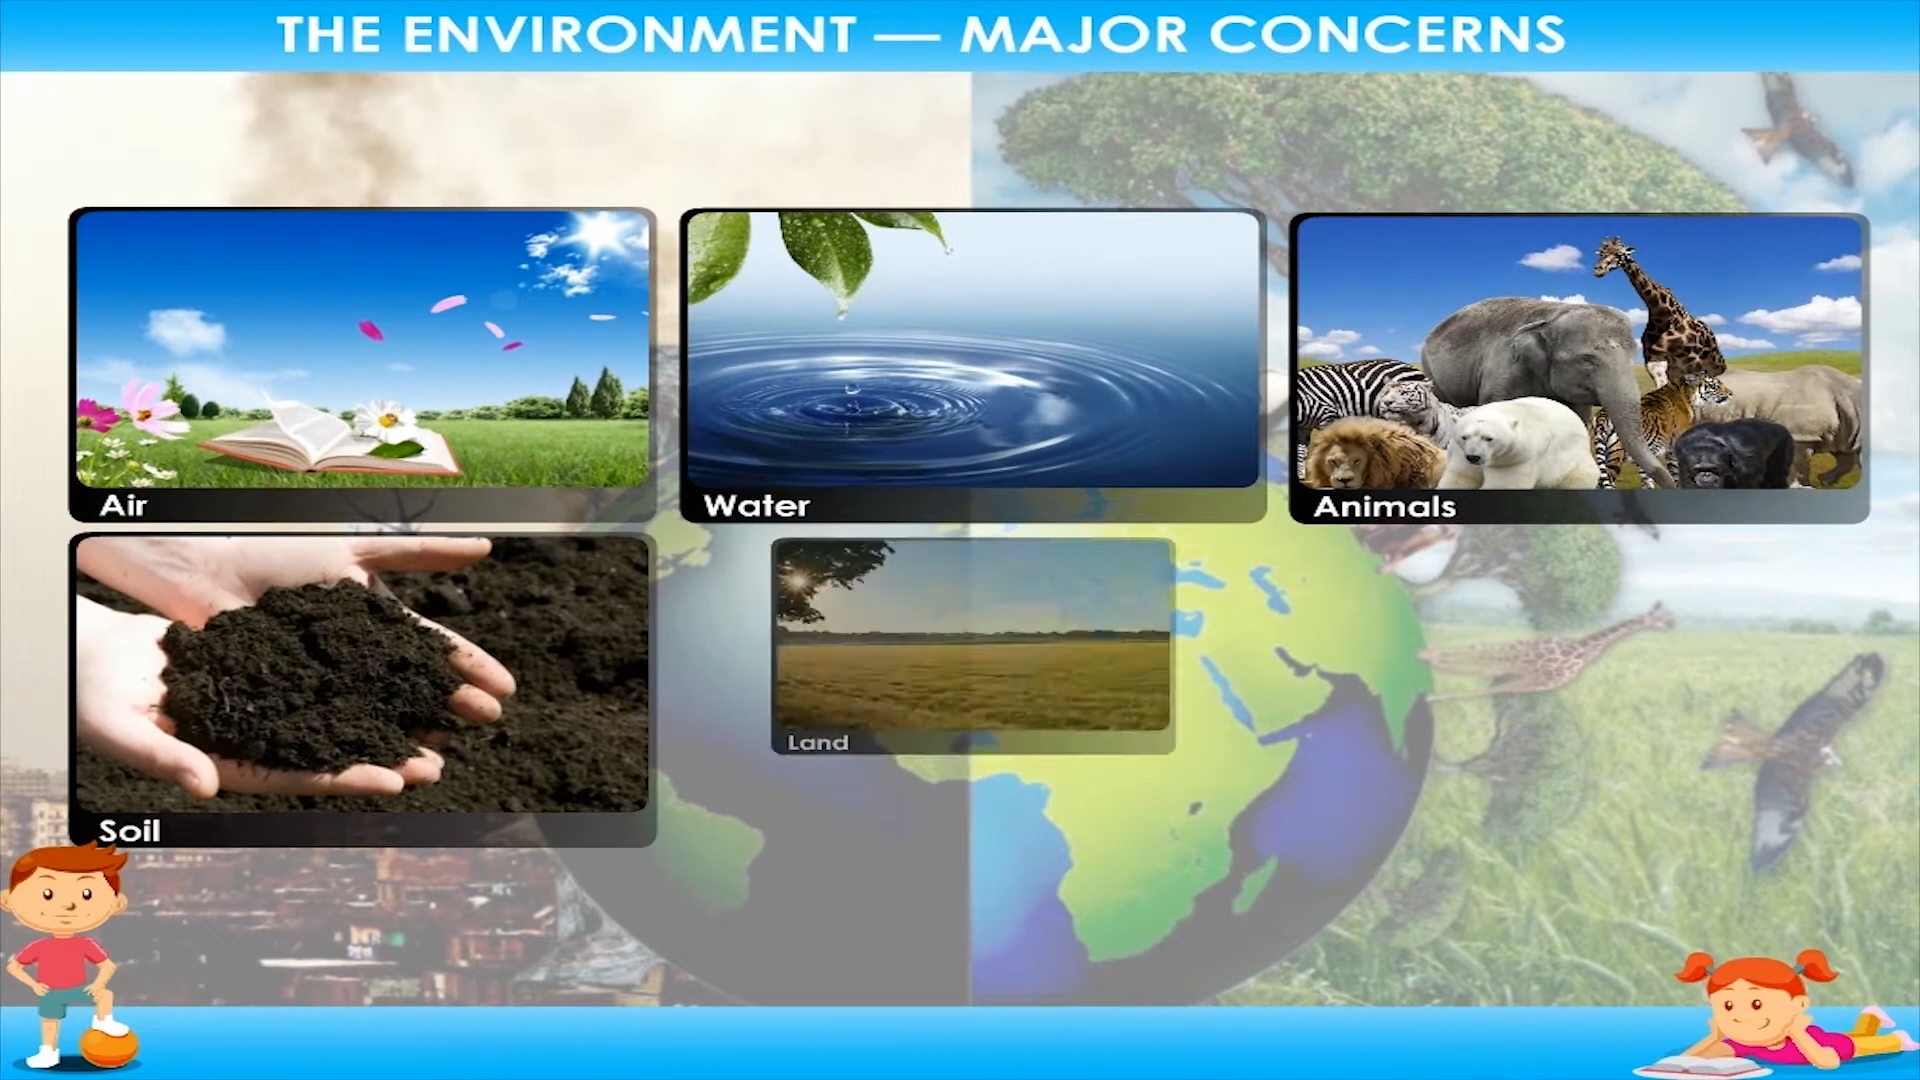 THE ENVIRONMENT — MAJOR CONCERNS
Air
Water
Animals
Soil
Land